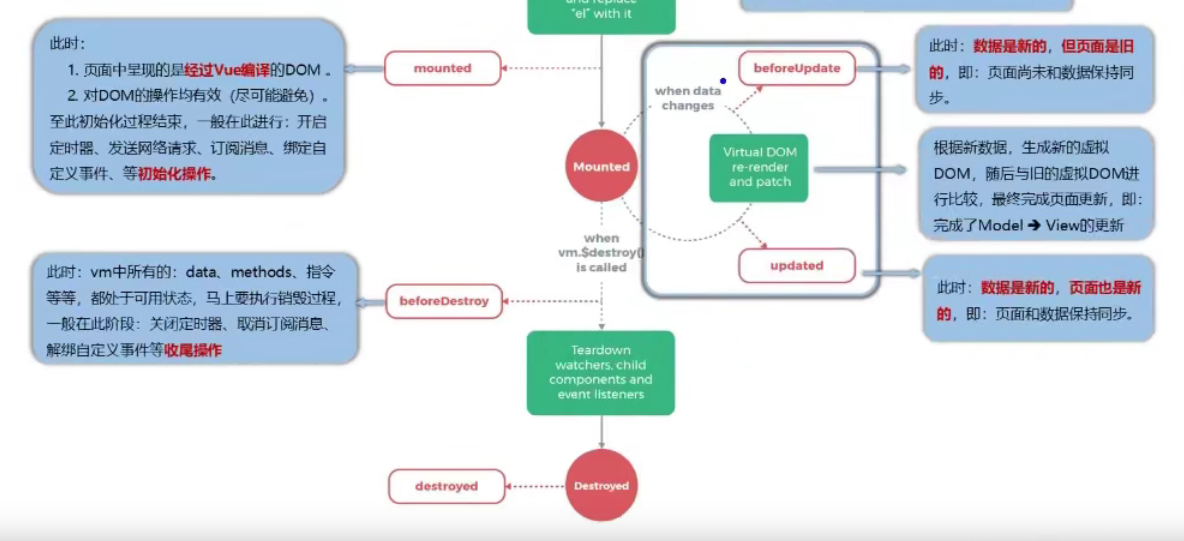 and replace
"el" with it
此时：
1. 页面中呈现的是经过Vue编译的DOM 。
2. 对DOM的操作均有效（尽可能避免）。
至此初始化过程结束，一般在此进行：开启
定时器、发送网络请求、订阅消息、绑定自
定义事件、等初始化操作。
mounted
Mounted
when data
changes
beforeUpdate
此时：数据是新的，但页面是旧
的，即：页面尚未和数据保持同
步。
Virtual DOM
re-render
and patch
根据新数据，生成新的虚拟
DOM，随后与旧的虚拟DOM进
行比较，最终完成页面更新，即：
完成了Model ➔ View的更新
updated
此时：数据是新的，页面也是新
的，即：页面和数据保持同步。
when
vm.$destroy()
is called
此时：vm中所有的：data、methods、指令
等等，都处于可用状态，马上要执行销毁过程，
一般在此阶段：关闭定时器、取消订阅消息、
解绑自定义事件等收尾操作
beforeDestroy
Teardown
watchers, child
components and
event listeners
destroyed
Destroyed